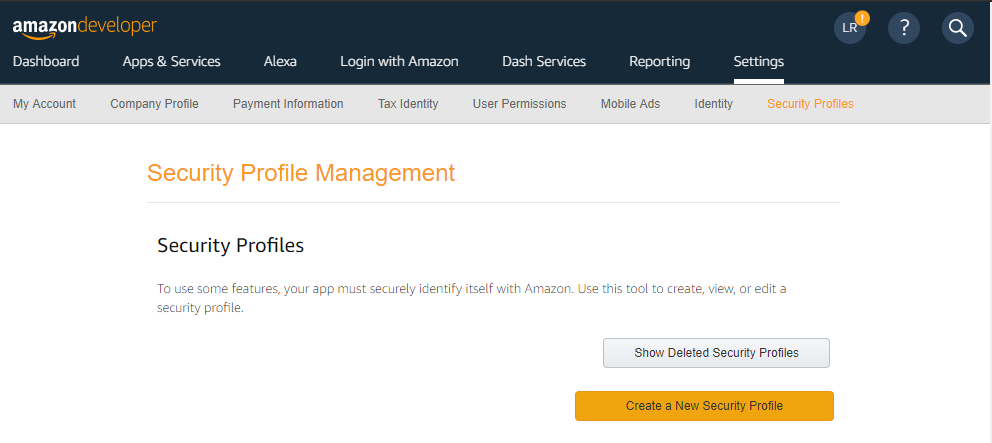 amazondeveloper
LR !
?
Dashboard Apps & Services Alexa Login with Amazon Dash Services Reporting Settings
My Account Company Profile Payment Information Tax Identity User Permissions Mobile Ads Identity Security Profiles
Security Profile Management
Security Profiles
To use some features, your app must securely identify itself with Amazon. Use this tool to create, view, or edit a
security profile.
Show Deleted Security Profiles
Create a New Security Profile